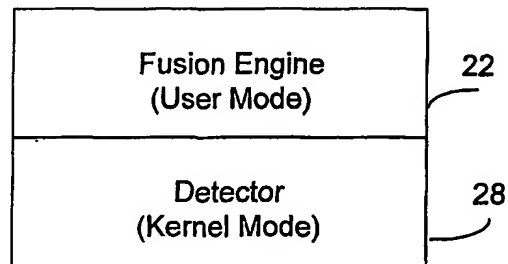 Fusion Engine
(User Mode)
22
Detector
(Kernel Mode)
28